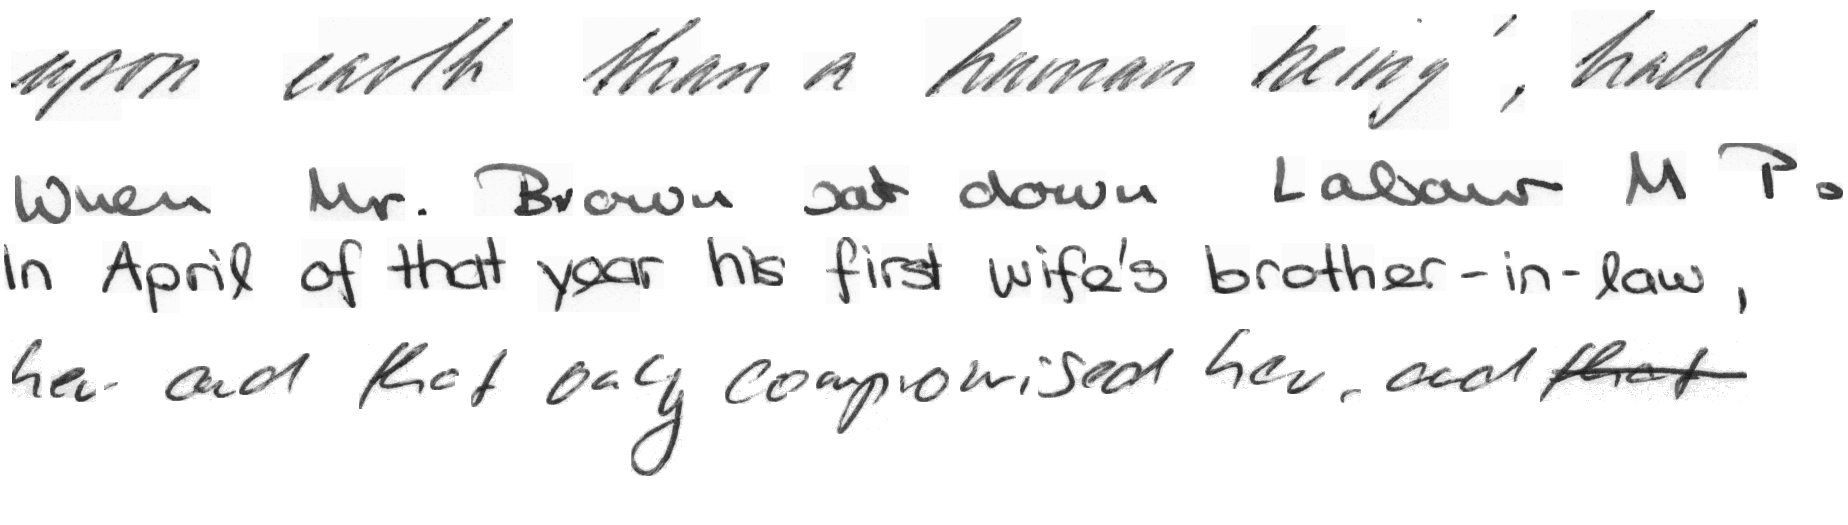 upon earth than a human being', had
When Mr. Brown sat down Labour M P.
In April of that year his first wife's brother-in-law,
her and that only compromised her, and that